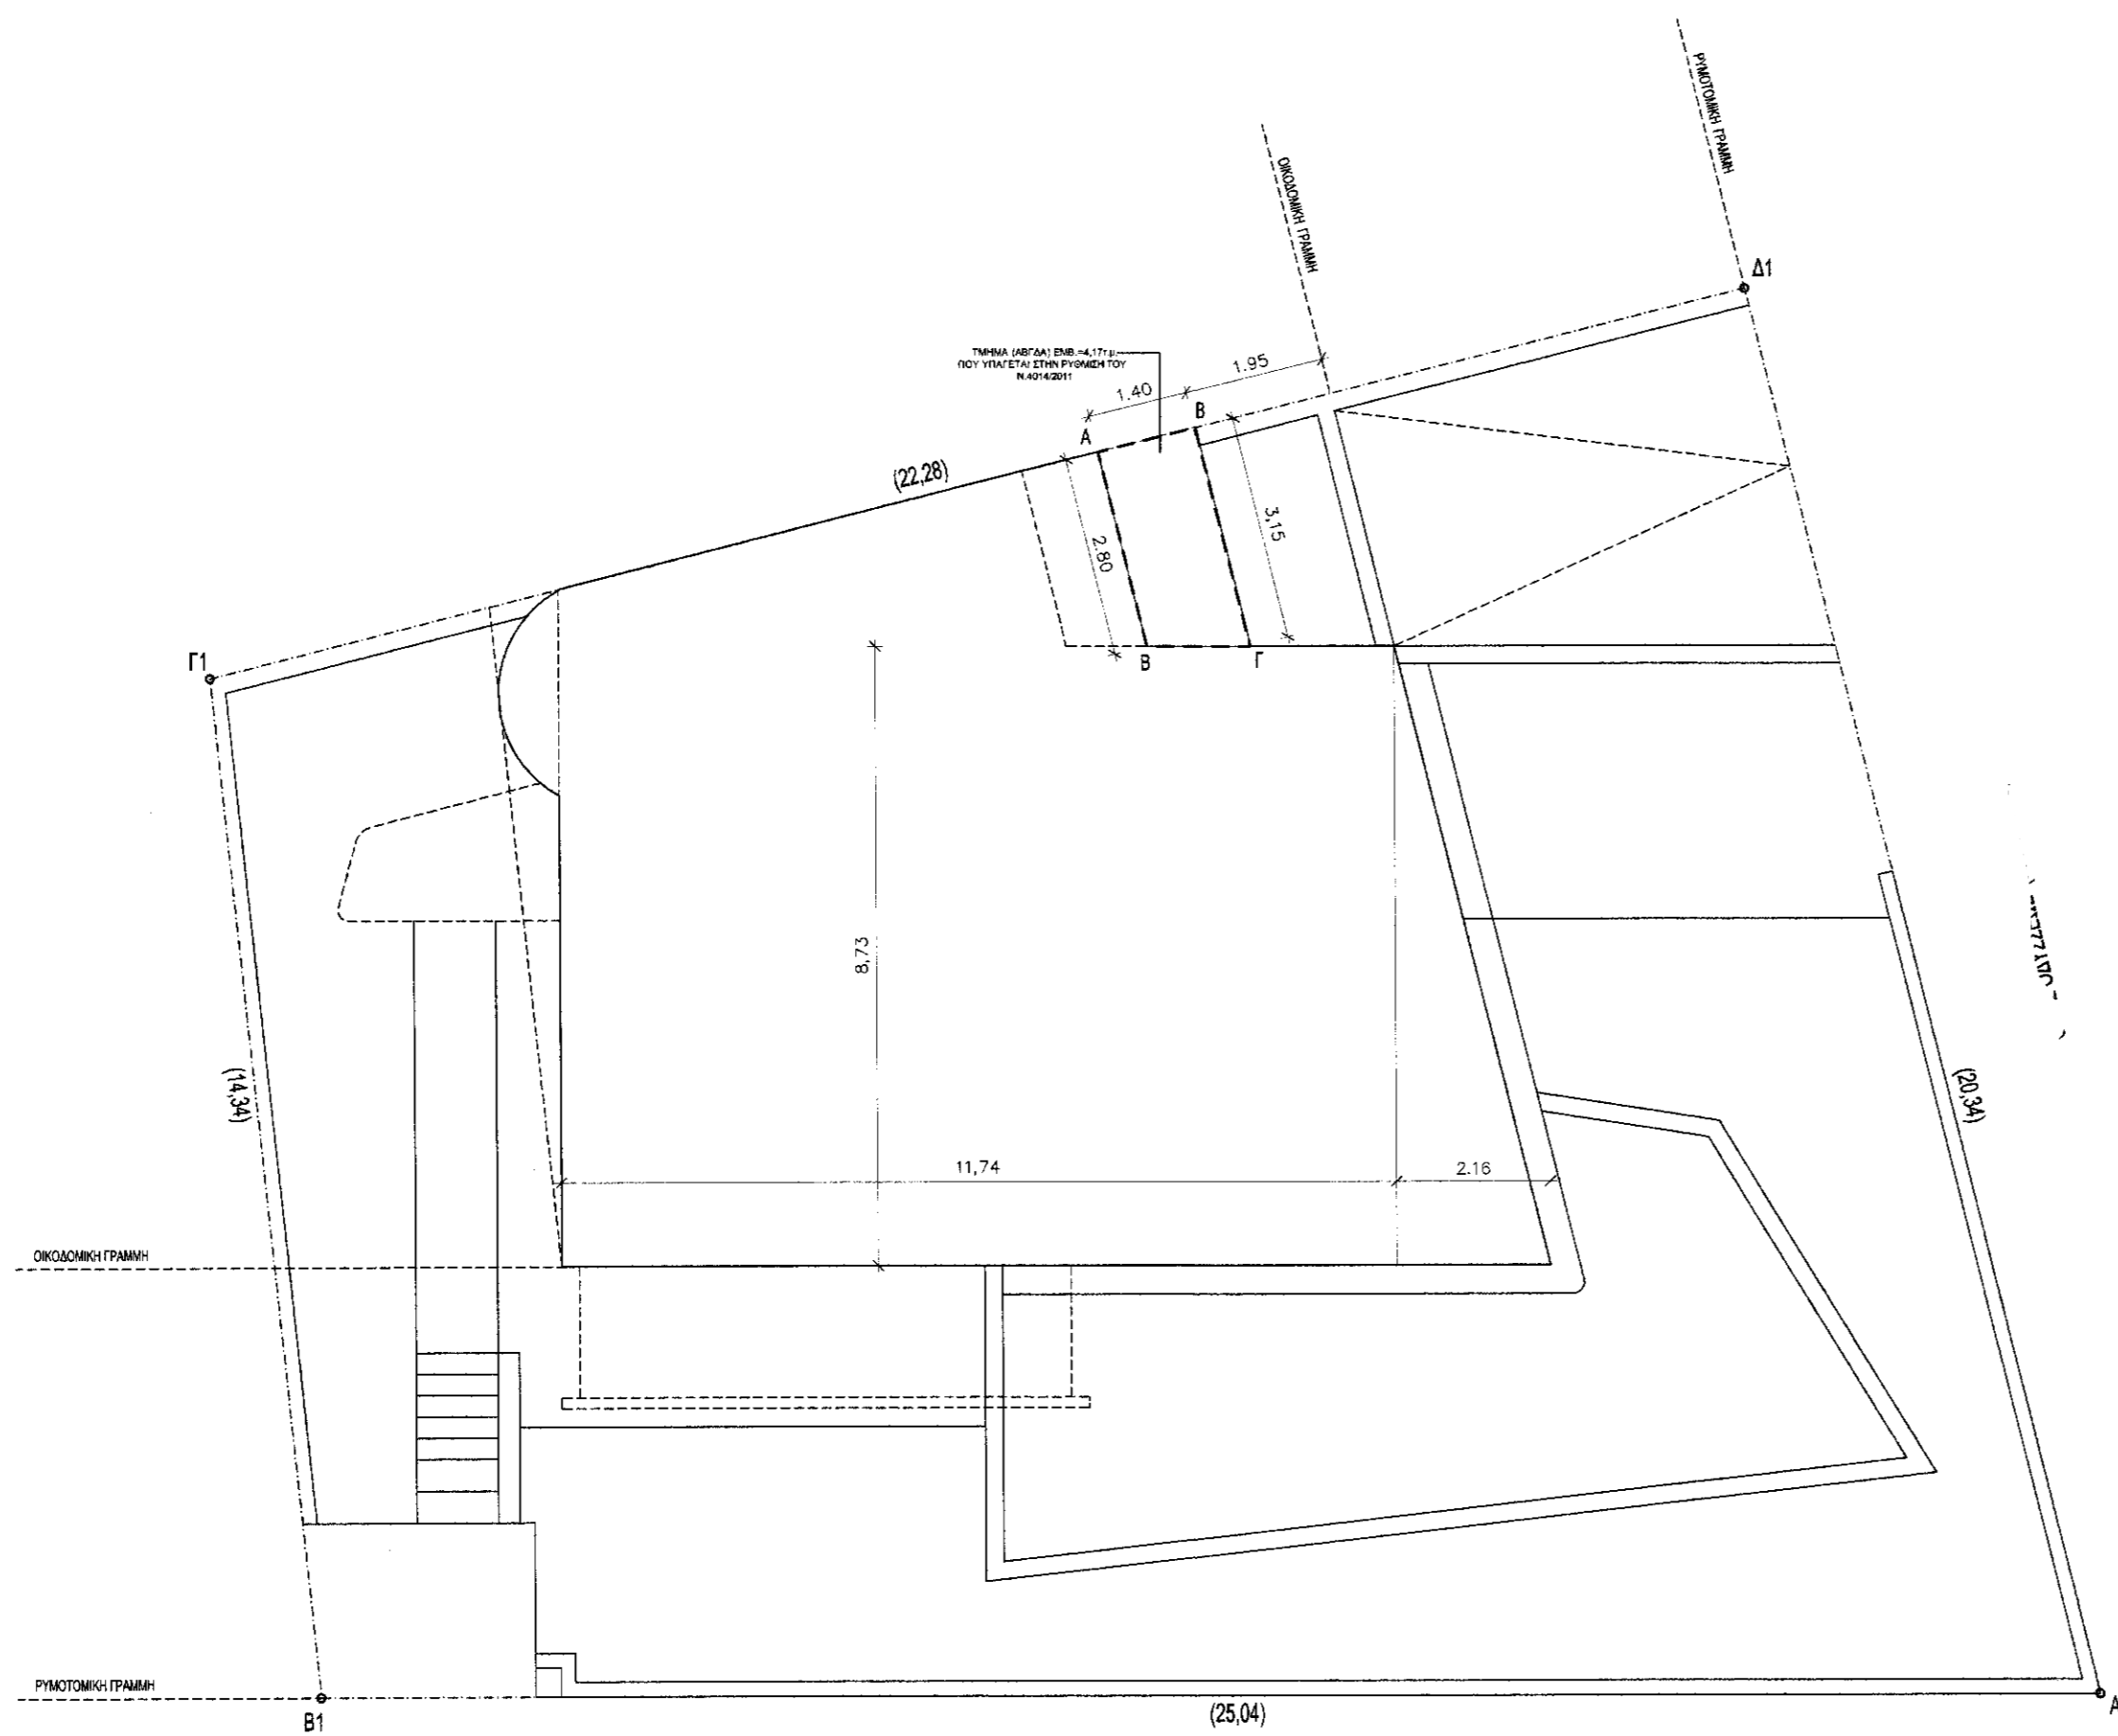 ΡΥΜΟΤΟΜΙΚΗ ΓΡΑΜΜΗ
ΟΙΚΟΔΟΜΙΚΗ ΓΡΑΜΜΗ
Δ1
ΤΜΗΜΑ (ΑΒΓΔΑ) ΕΜΒ.=4,17τ.μ.
ΠΟΥ ΥΠΑΓΕΤΑΙ ΣΤΗΝ ΡΥΘΜΙΣΗ ΤΟΥ
Ν.4014/2011
1.95
1.40
Β
Α
(22,28)
3,15
2.80
Γ1
Β
Γ
8,73
(14,34)
(20,34)
11,74
2.16
ΟΙΚΟΔΟΜΙΚΗ ΓΡΑΜΜΗ
ΡΥΜΟΤΟΜΙΚΗ ΓΡΑΜΜΗ
Β1
(25,04)
Α